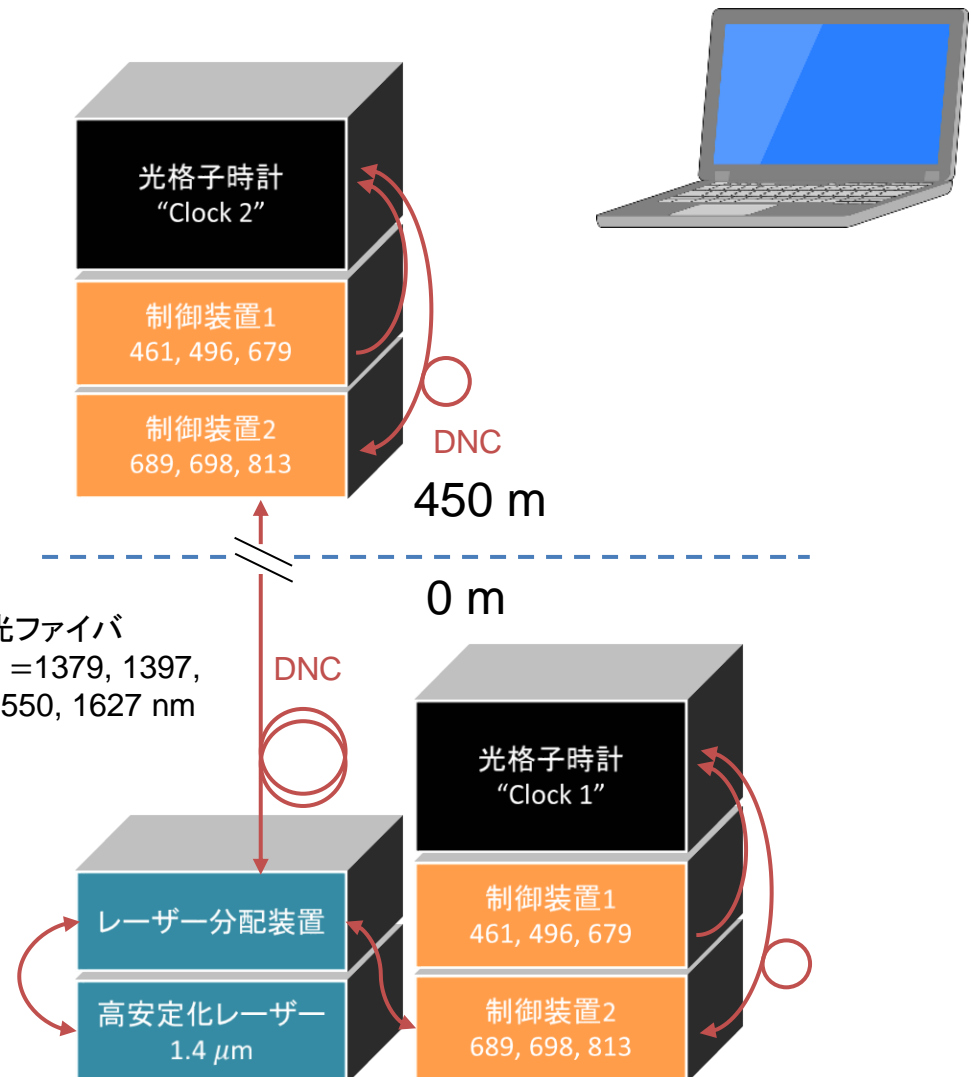 光格子時計
“Clock 2”
制御装置1
461, 496, 679
制御装置2
689, 698, 813
DNC
450 m
0 m
光ファイバ
=1379, 1397,
550, 1627 nm
DNC
光格子時計
“Clock 1”
制御装置1
461, 496, 679
制御装置2
689, 698, 813
レーザー分配装置
高安定化レーザー
1.4 μm